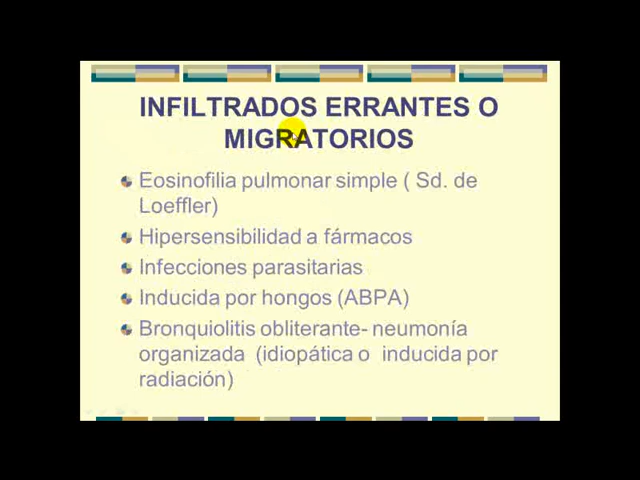 INFILTRADOS ERRANTES O
MIGRATORIOS
Eosinofilia pulmonar simple ( Sd. de
Loeffler)
Hipersensibilidad a fármacos
Infecciones parasitarias
Inducida por hongos (ABPA)
Bronquiolitis obliterante- neumonía
organizada (idiopática o inducida por
radiación)